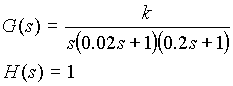 G(s) = k / s(0.02s+1)(0.2s+1)
H(s) = 1